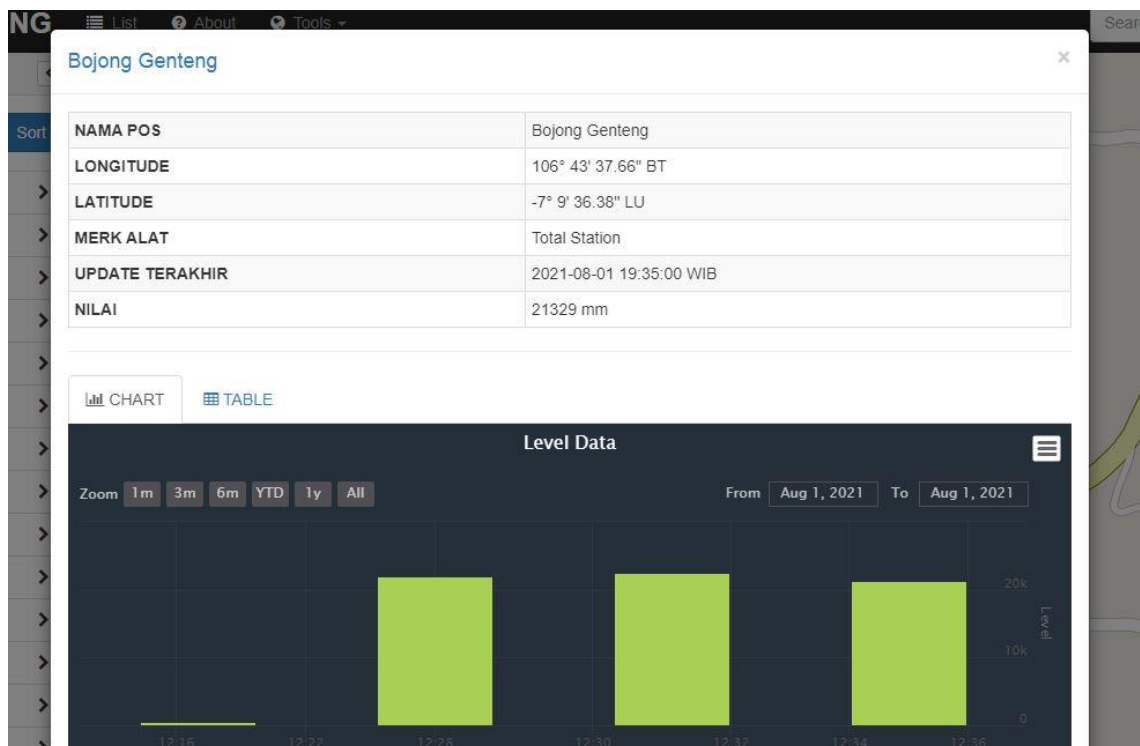 NG List About Tools
Sear
Bojong Genteng ×
Sort
NAMA POS Bojong Genteng
LONGITUDE 106° 43' 37.66" BT
LATITUDE -7° 9' 36.38" LU
MERK ALAT Total Station
UPDATE TERAKHIR 2021-08-01 19:35:00 WIB
NILAI 21329 mm
CHART TABLE
Level Data
Zoom 1m 3m 6m YTD 1y All From Aug 1, 2021 To Aug 1, 2021
20k
Level
10k
0
12:16 12:22 12:28 12:30 12:32 12:34 12:36